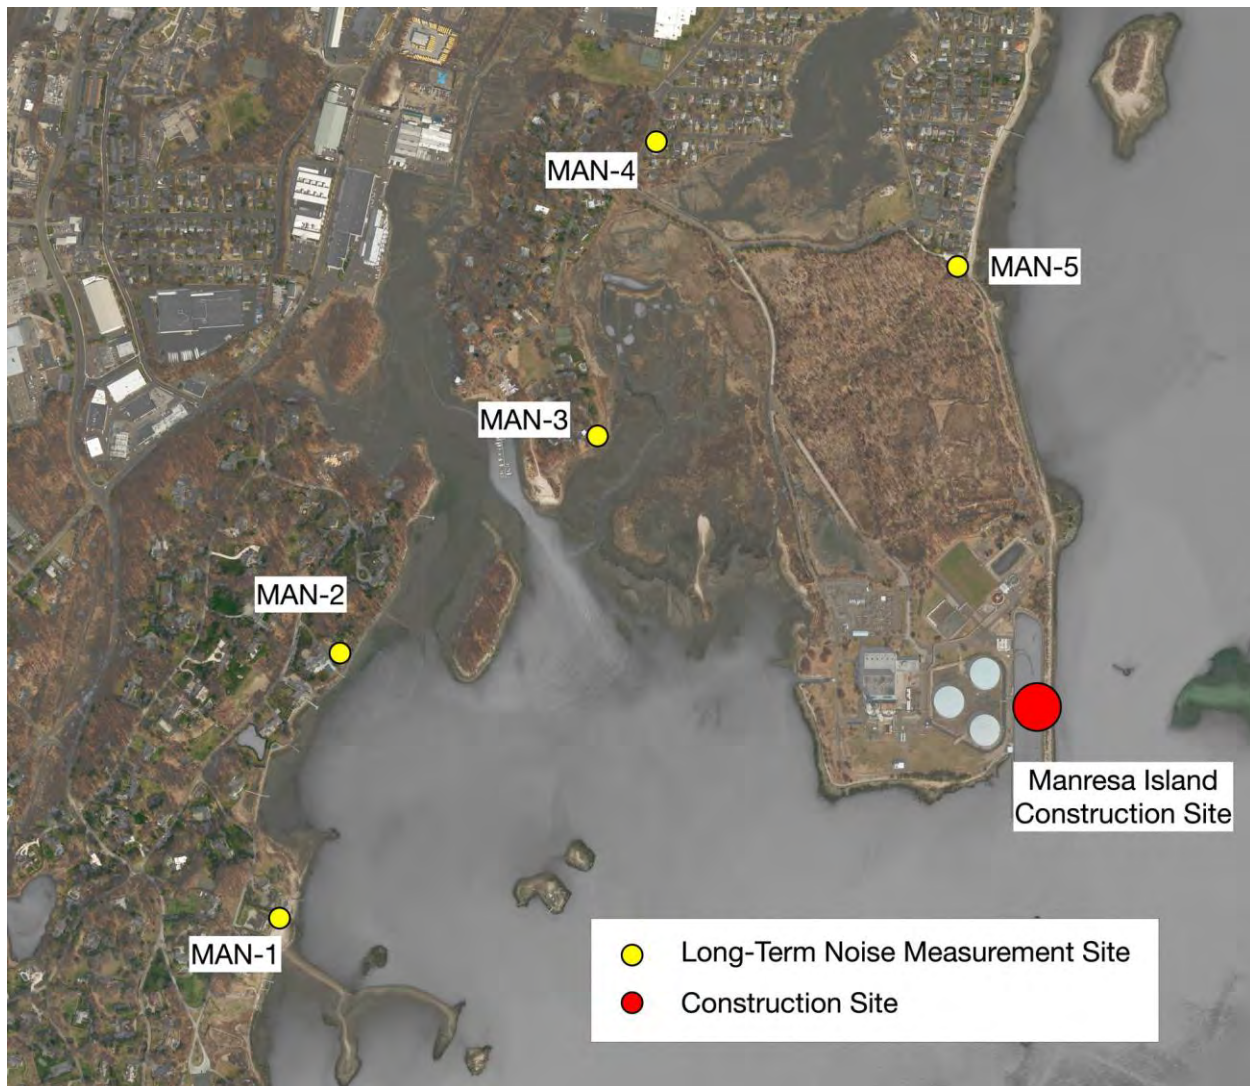 MAN-4
MAN-5
MAN-3
MAN-2
Manresa Island
Construction Site
MAN-1
Long-Term Noise Measurement Site
Construction Site